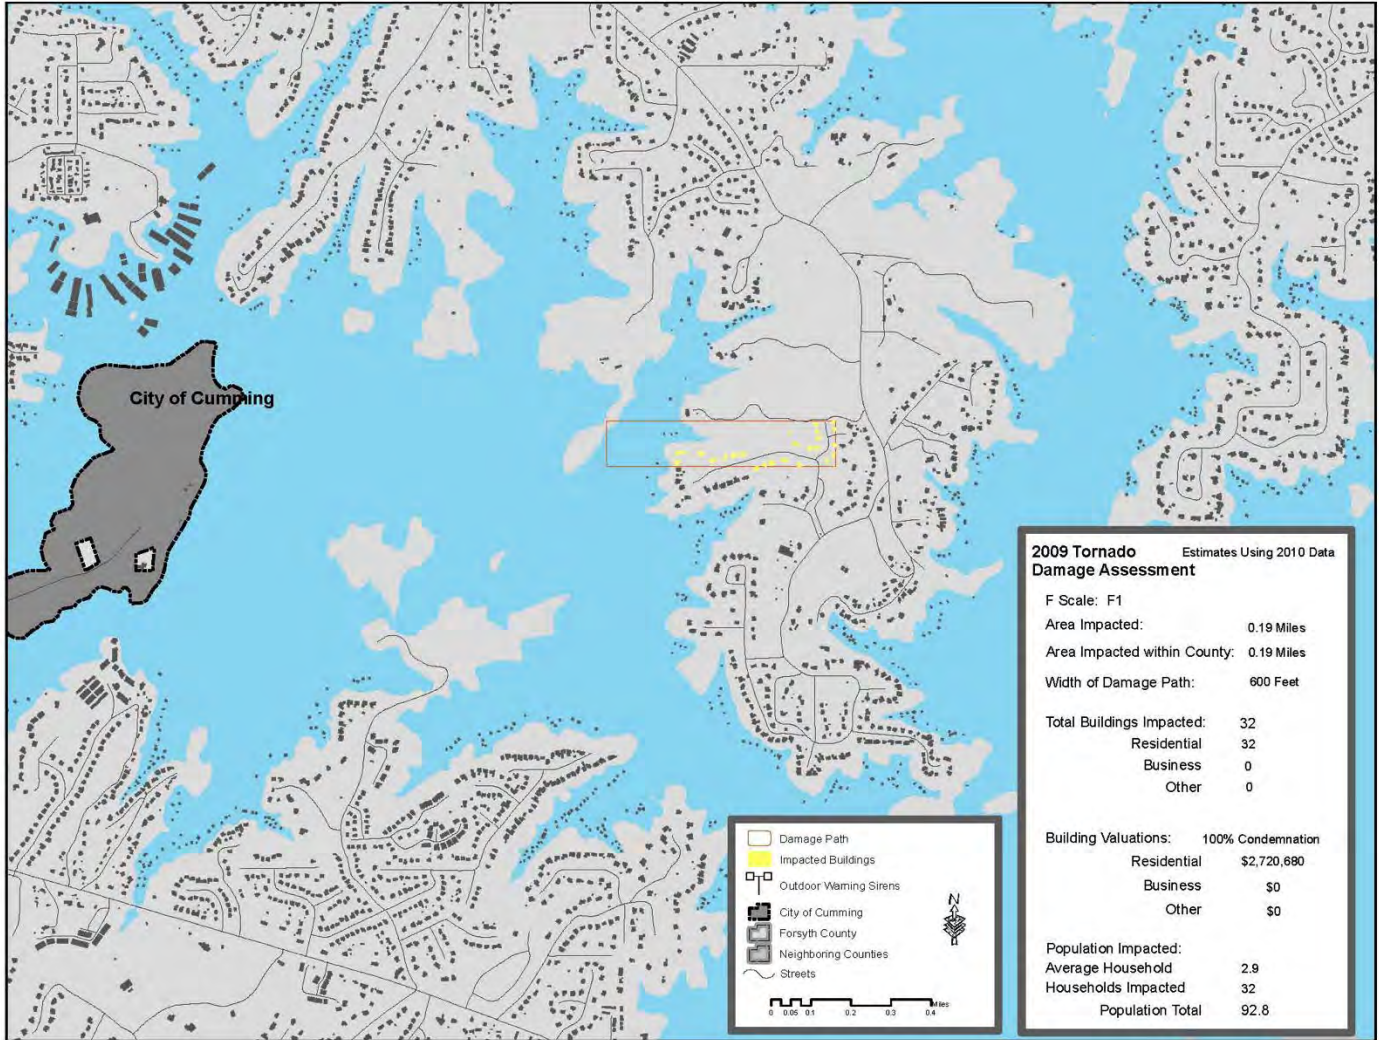 City of Cumming
2009 Tornado Estimates Using 2010 Data
Damage Assessment
F Scale: F1
Area Impacted: 0.19 Miles
Area Impacted within County: 0.19 Miles
Width of Damage Path: 600 Feet
Total Buildings Impacted: 32
Residential 32
Business 0
Other 0
Building Valuations: 100% Condemnation
Residential $2,720,680
Business $0
Other $0
Population Impacted:
Average Household 2.9
Households Impacted 32
Population Total 92.8
Damage Path
Impacted Buildings
Outdoor Warning Sirens
City of Cumming
Forsyth County
Neighboring Counties
Streets
N
Miles
0 0.05 0.1 0.2 0.3 0.4